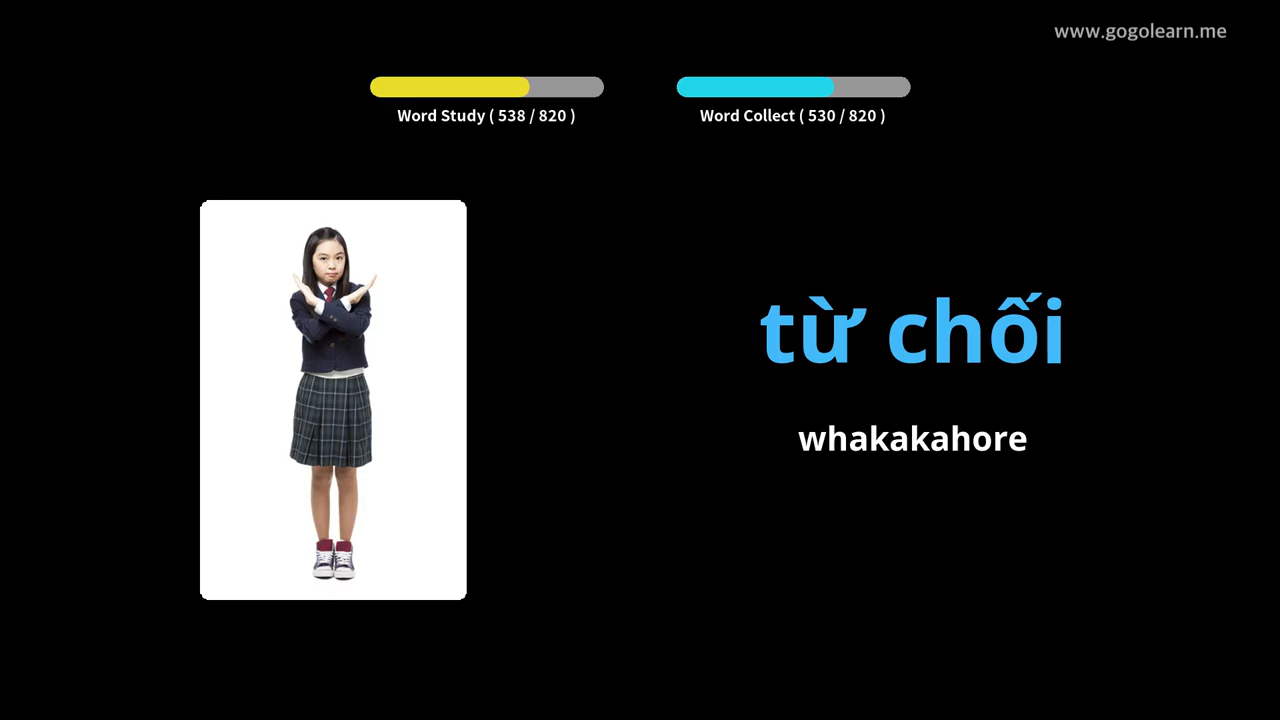 www.gogolearn.me
Word Study ( 538 / 820 )
Word Collect ( 530 / 820 )
từ chối
whakakahore